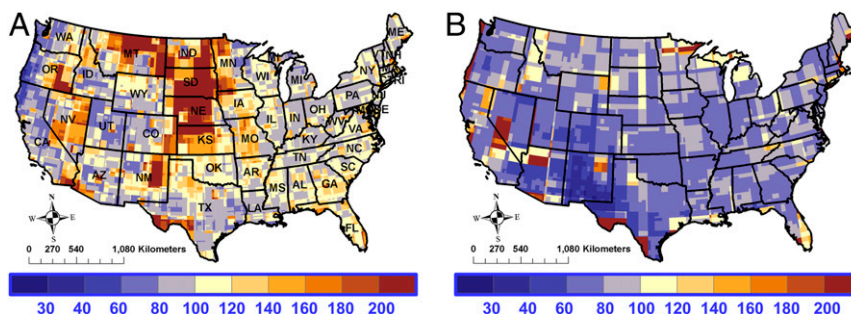 A
B
WA
MT
ND
ME
OR
ID
MN
WI
MI
NY
SD
WY
IA
PA
NE
NV
UT
CO
IL
IN
OH
WV
VA
CA
KS
MO
KY
NC
AZ
NM
OK
AR
TN
SC
MS
AL
GA
TX
LA
FL
N
W E
S
0 270 540 1,080 Kilometers
N
W E
S
0 270 540 1,080 Kilometers
30 40 60 80 100 120 140 160 180 200
30 40 60 80 100 120 140 160 180 200